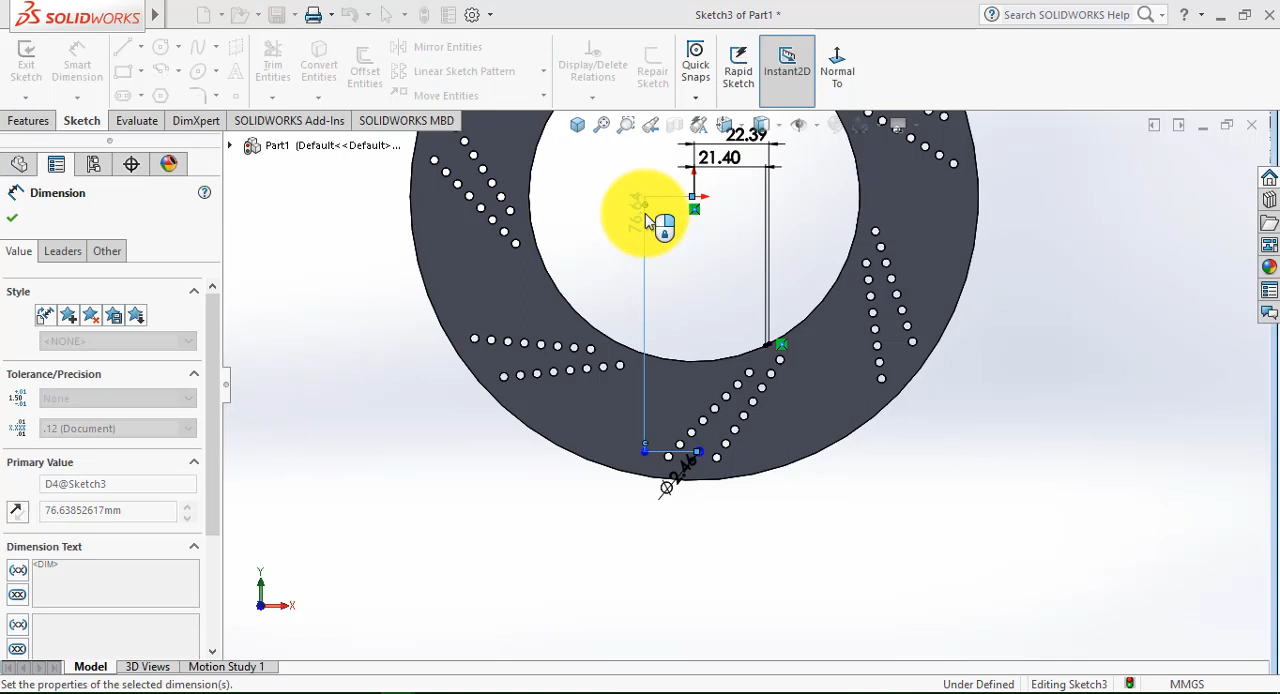 SOLIDWORKS
Sketch3 of Part1 *
Search SOLIDWORKS Help
?
Exit Sketch
Smart Dimension
Trim Entities
Convert Entities
Offset Entities
Mirror Entities
Linear Sketch Pattern
Move Entities
Display/Delete Relations
Repair Sketch
Quick Snaps
Rapid Sketch
Instant2D
Normal To
Features
Sketch
Evaluate
DimXpert
SOLIDWORKS Add-Ins
SOLIDWORKS MBD
Part1 (Default<<Default>...
Dimension
?
Value
Leaders
Other
Style
<NONE>
Tolerance/Precision
None
.12 (Document)
Primary Value
D4@Sketch3
76.63852617mm
Dimension Text
<DIM>
22.39
21.40
76.64
Ø2.46
Y
X
Model
3D Views
Motion Study 1
Set the properties of the selected dimension(s).
Under Defined
Editing Sketch3
MMGS